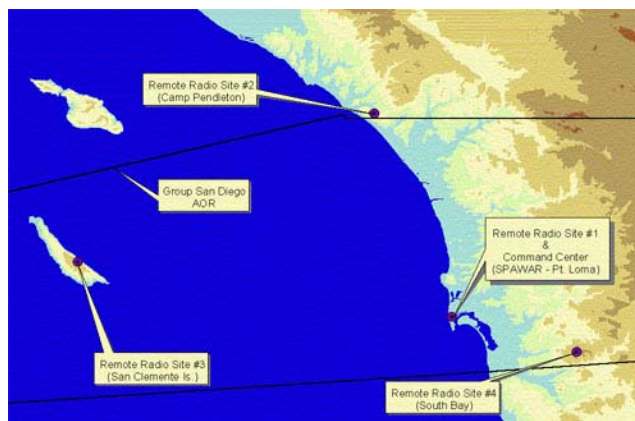 Remote Radio Site #2
(Camp Pendleton)
Group San Diego
AOR
Remote Radio Site #1
&
Command Center
(SPAWAR - Pt. Loma)
Remote Radio Site #3
(San Clemente Is.)
Remote Radio Site #4
(South Bay)